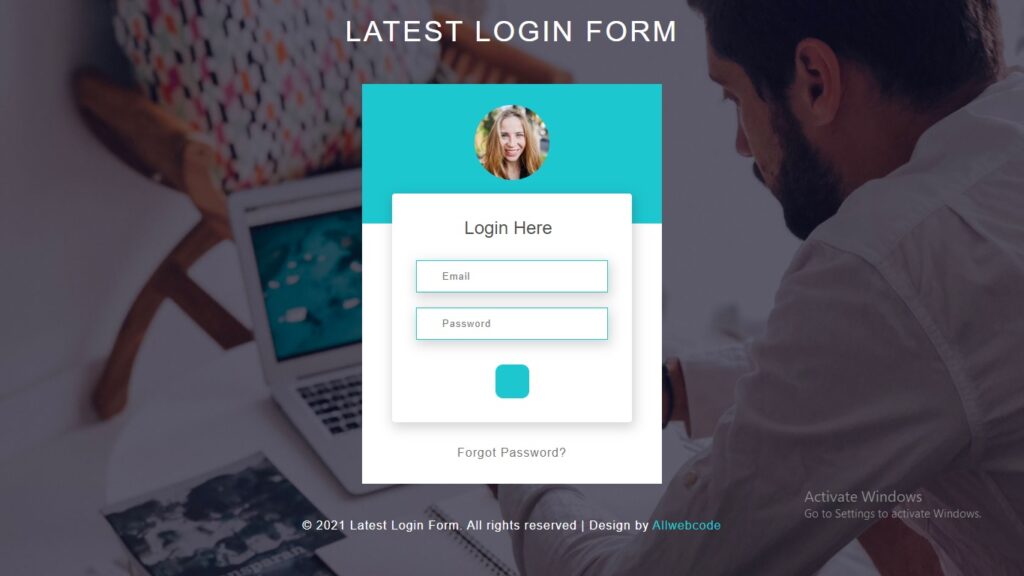 LATEST LOGIN FORM
Login Here
Email
Password
Forgot Password?
Activate Windows
Go to Settings to activate Windows.
© 2021 Latest Login Form. All rights reserved | Design by Allwebcode